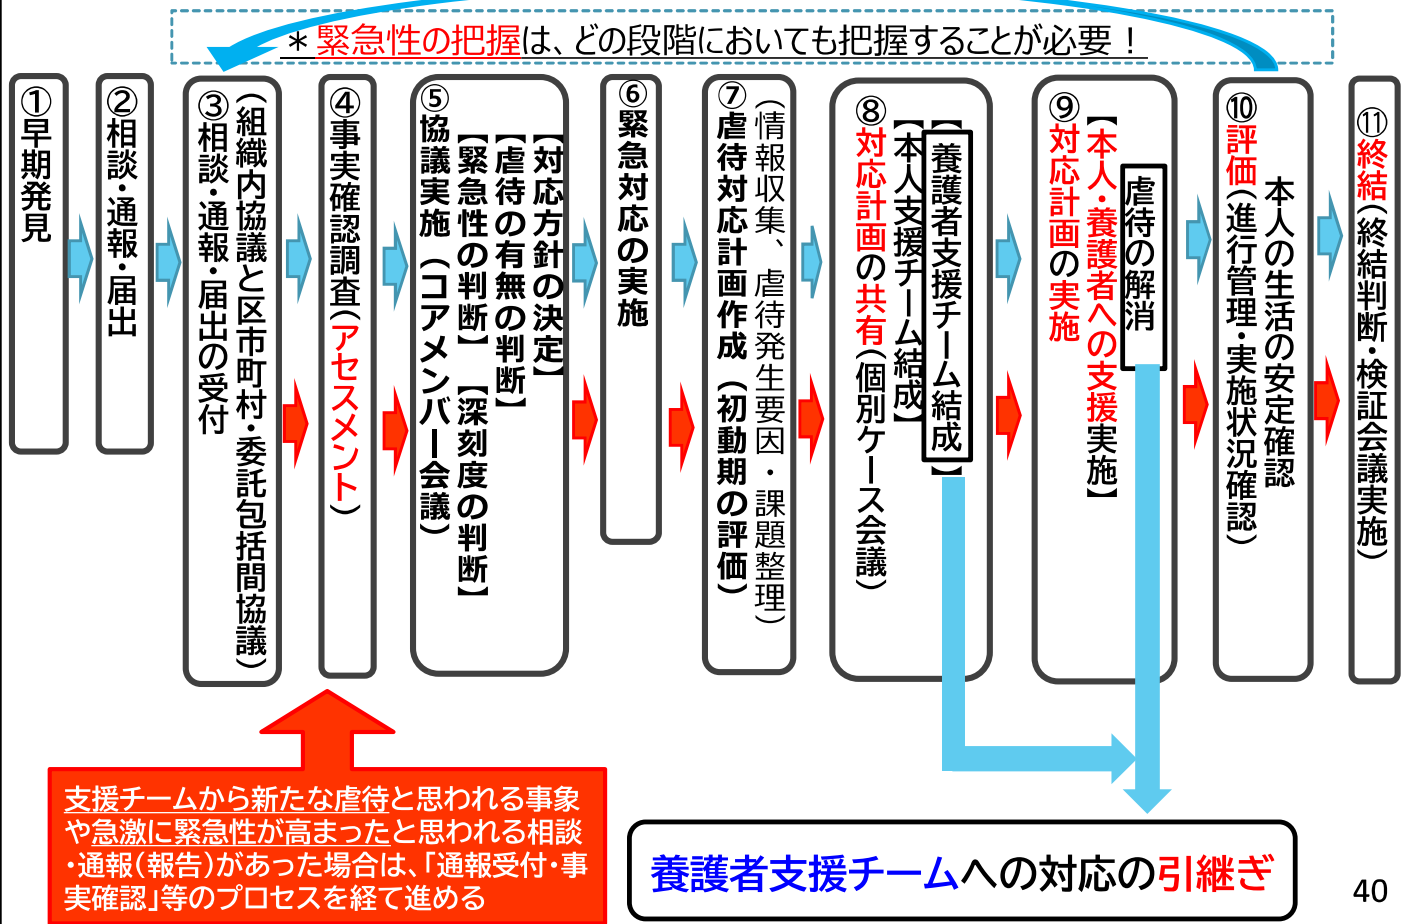 ＊緊急性の把握は、どの段階においても把握することが必要！
①早期発見
②相談・通報・届出
③相談・通報・届出の受付
（組織内協議と区市町村・委託包括間協議）
④事実確認調査（アセスメント）
⑤協議実施（コアメンバー会議）
【緊急性の判断】【深刻度の判断】
【虐待の有無の判断】
【対応方針の決定】
⑥緊急対応の実施
⑦虐待対応計画作成（初動期の評価）
（情報収集、虐待発生要因・課題整理）
⑧対応計画の共有（個別ケース会議）
【本人支援チーム結成】
【養護者支援チーム結成】
⑨対応計画の実施
【本人・養護者への支援実施】
虐待の解消
⑩評価（進行管理・実施状況確認）
本人の生活の安定確認
⑪終結（終結判断・検証会議実施）
支援チームから新たな虐待と思われる事象
や急激に緊急性が高まったと思われる相談
・通報（報告）があった場合は、「通報受付・事
実確認」等のプロセスを経て進める
養護者支援チームへの対応の引継ぎ
40